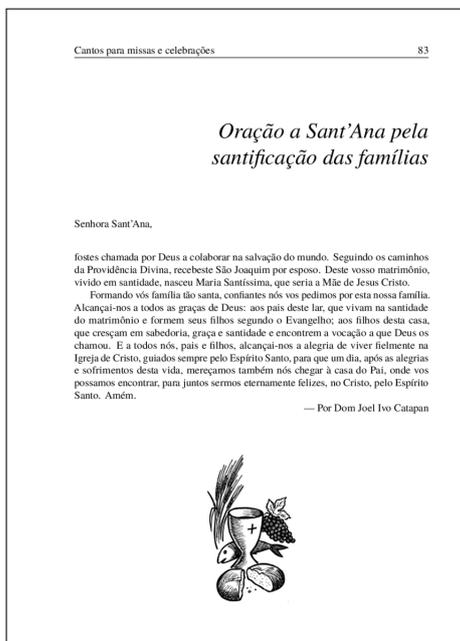 Cantos para missas e celebrações 83
Oração a Sant’Ana pela
santificação das famílias
Senhora Sant’Ana,
fostes chamada por Deus a colaborar na salvação do mundo. Seguindo os caminhos
da Providência Divina, recebeste São Joaquim por esposo. Deste vosso matrimônio,
vivido em santidade, nasceu Maria Santíssima, que seria a Mãe de Jesus Cristo.
Formando vós família tão santa, confiantes nós vos pedimos por esta nossa família.
Alcançai-nos a todos as graças de Deus: aos pais deste lar, que vivam na santidade
do matrimônio e formem seus filhos segundo o Evangelho; aos filhos desta casa,
que cresçam em sabedoria, graça e santidade e encontrem a vocação a que Deus os
chamou. E a todos nós, pais e filhos, alcançai-nos a alegria de viver fielmente na
Igreja de Cristo, guiados sempre pelo Espírito Santo, para que um dia, após as alegrias
e sofrimentos desta vida, mereçamos também nós chegar à casa do Pai, onde vos
possamos encontrar, para juntos sermos eternamente felizes, no Cristo, pelo Espírito
Santo. Amém.
— Por Dom Joel Ivo Catapan